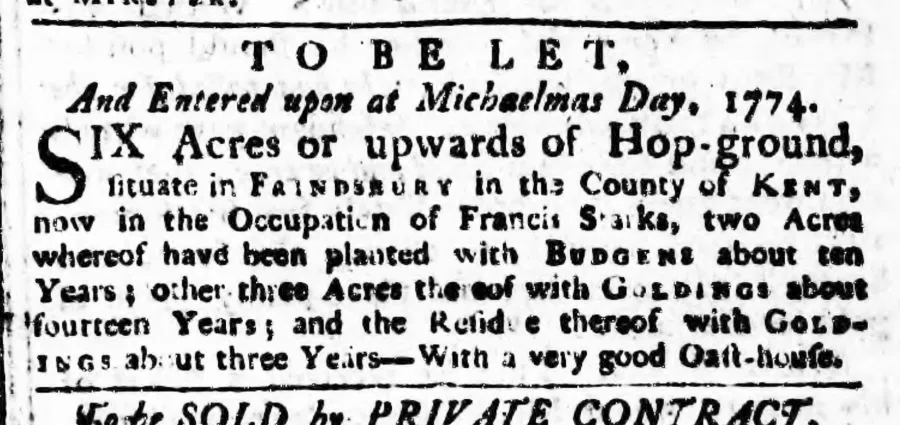 TO BE LET,
And Entered upon at Michaelmas Day, 1774.
SIX Acres or upwards of Hop-ground,
ſituate in FRINDSBURY in the County of KENT,
now in the Occupation of Francis Starks, two Acres
whereof have been planted with BUDGENS about ten
Years; other three Acres thereof with GOLDINGS about
fourteen Years; and the Reſidue thereof with GOLD-
INGS about three Years—With a very good Oaſt-houſe.
To be SOLD by PRIVATE CONTRACT,